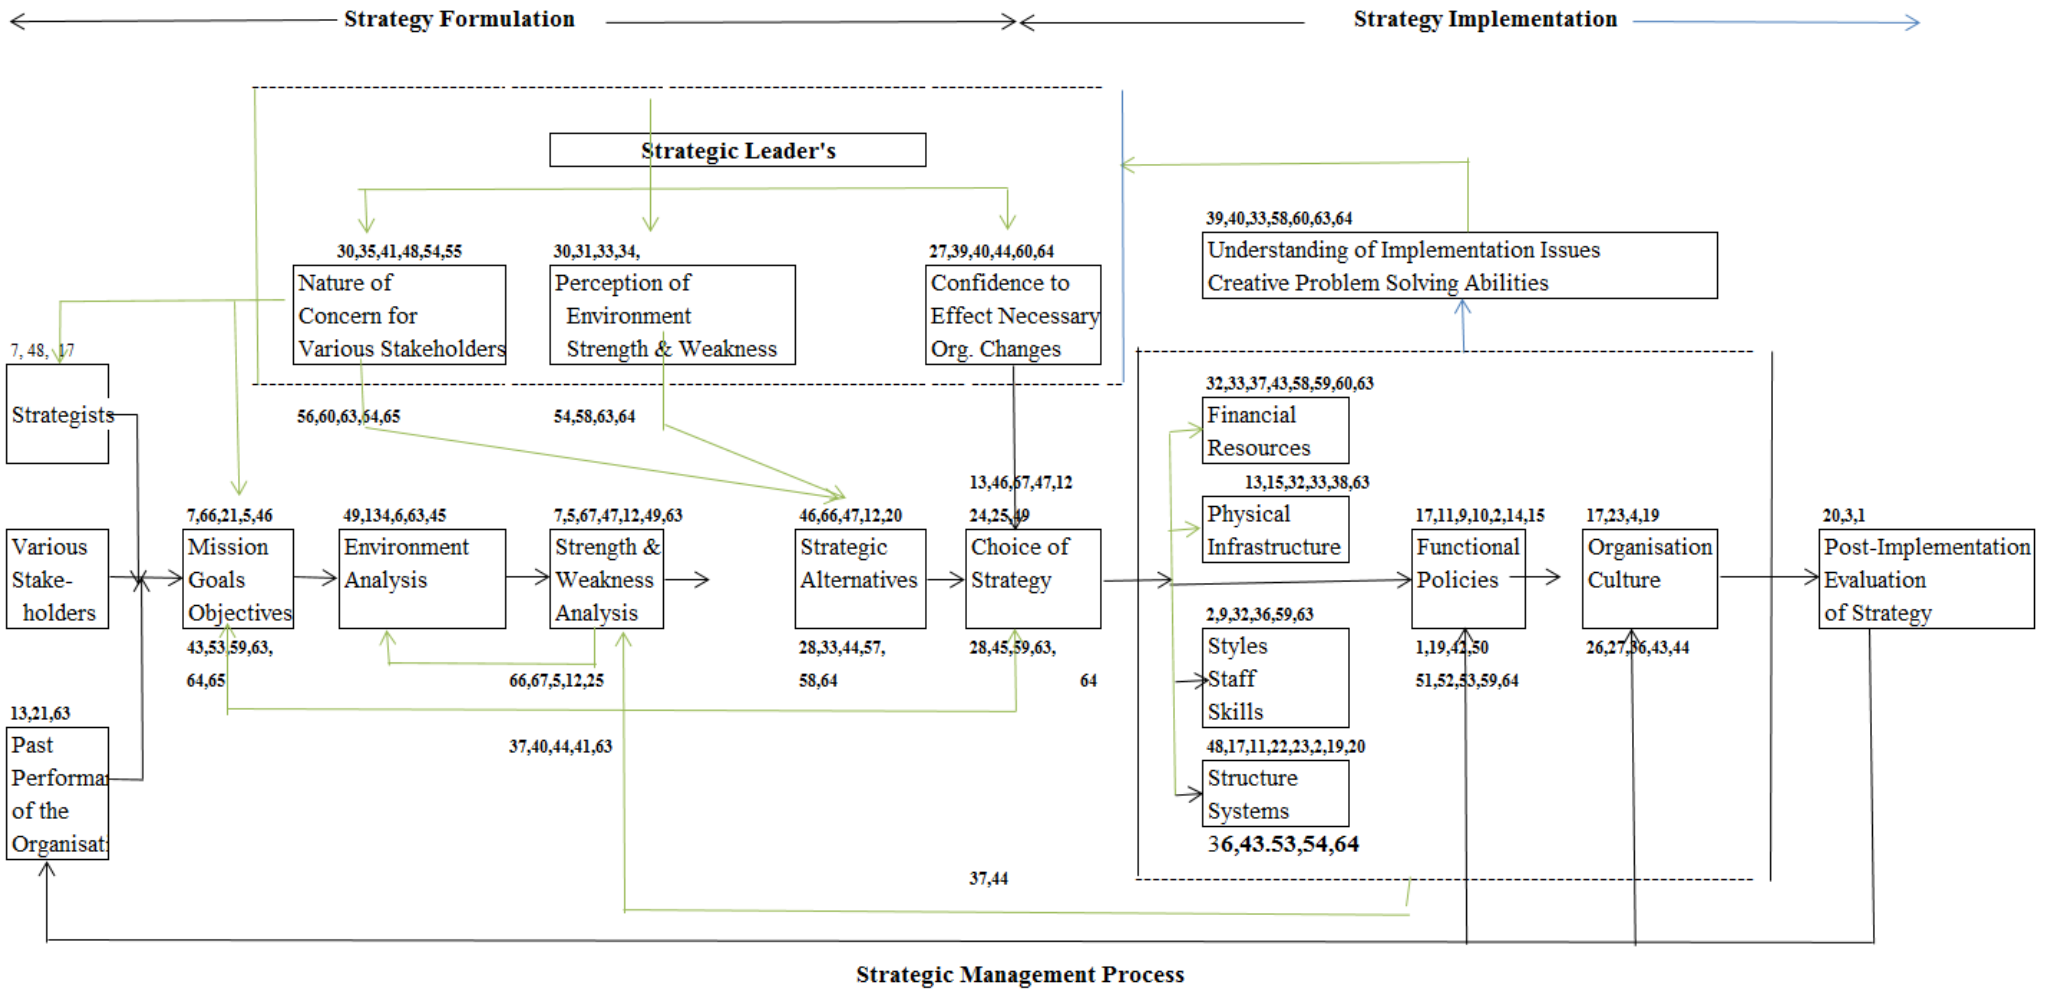 Strategy Formulation
Strategy Implementation
Strategic Leader's
39,40,33,58,60,63,64
Understanding of Implementation Issues
Creative Problem Solving Abilities
30,35,41,48,54,55
Nature of
Concern for
Various Stakeholders
56,60,63,64,65
30,31,33,34,
Perception of
Environment
Strength & Weakness
54,58,63,64
27,39,40,44,60,64
Confidence to
Effect Necessary
Org. Changes
7, 48, 17
Strategists
Various
Stake-
holders
13,21,63
Past
Performa
of the
Organisati
7,66,21,5,46
Mission
Goals
Objectives
43,53,59,63,
64,65
49,134,6,63,45
Environment
Analysis
7,5,67,47,12,49,63
Strength &
Weakness
Analysis
66,67,5,12,25
37,40,44,41,63
46,66,47,12,20
Strategic
Alternatives
28,33,44,57,
58,64
13,46,67,47,12
24,25,49
Choice of
Strategy
28,45,59,63,
64
37,44
32,33,37,43,58,59,60,63
Financial
Resources
13,15,32,33,38,63
Physical
Infrastructure
2,9,32,36,59,63
Styles
Staff
Skills
48,17,11,22,23,2,19,20
Structure
Systems
36,43.53,54,64
17,11,9,10,2,14,15
Functional
Policies
1,19,42,50
51,52,53,59,64
17,23,4,19
Organisation
Culture
26,27,36,43,44
20,3,1
Post-Implementation
Evaluation
of Strategy
Strategic Management Process